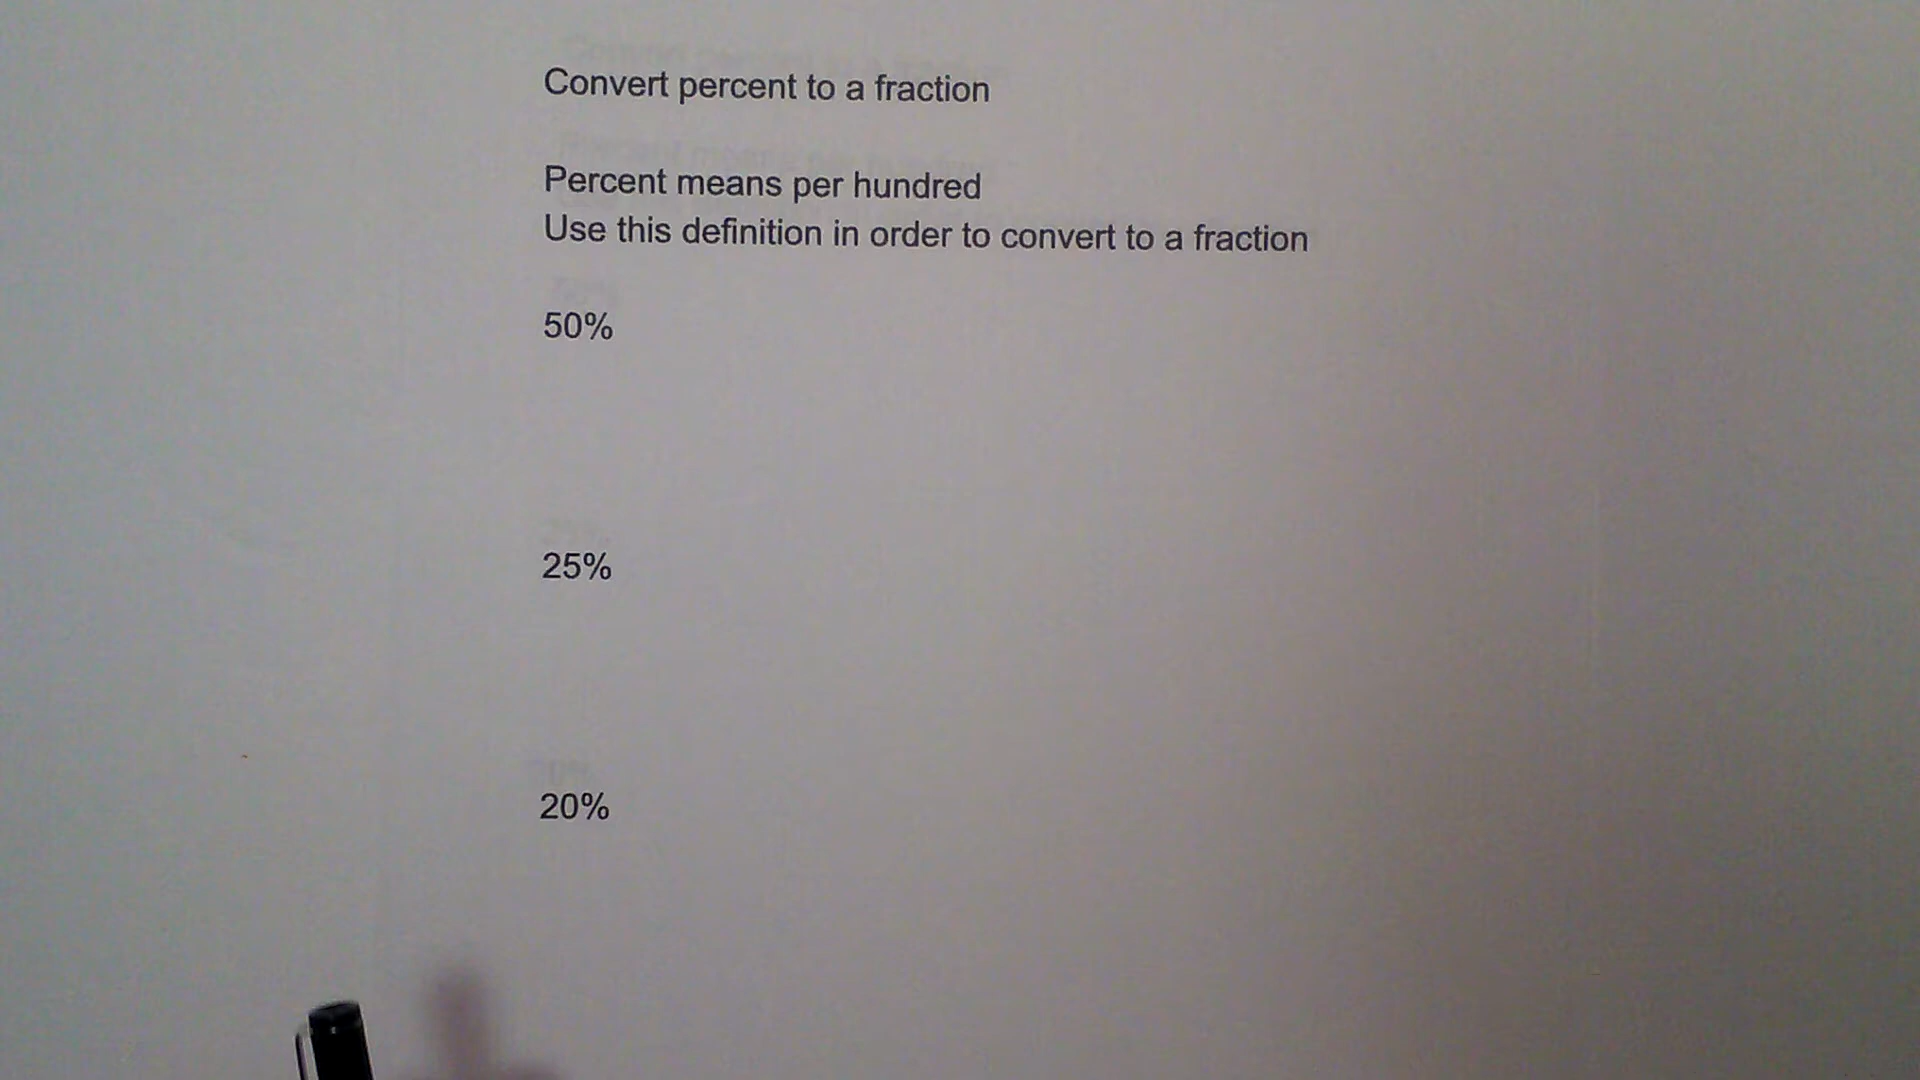 Convert percent to a fraction
Percent means per hundred
Use this definition in order to convert to a fraction
50%
25%
20%